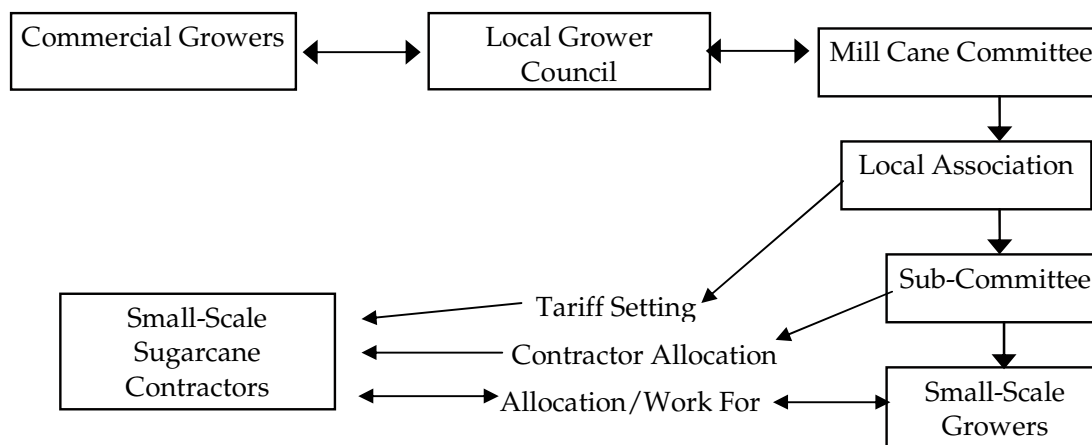 Commercial Growers
Local Grower
Council
Mill Cane Committee
Local Association
Sub-Committee
Tariff Setting
Small-Scale
Sugarcane
Contractors
Contractor Allocation
Allocation/Work For
Small-Scale
Growers